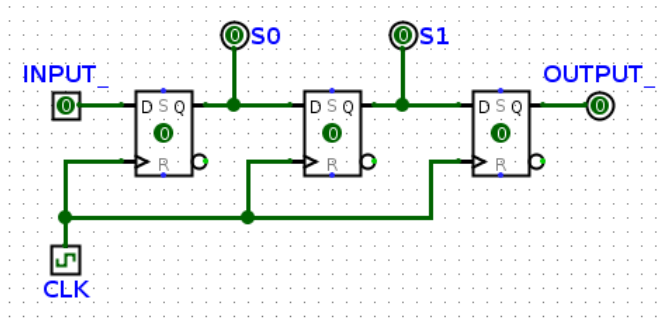 S0 S1
INPUT_ OUTPUT_
0 0
0 D S Q D S Q D S Q 0
0 0 0
R R R
CLK